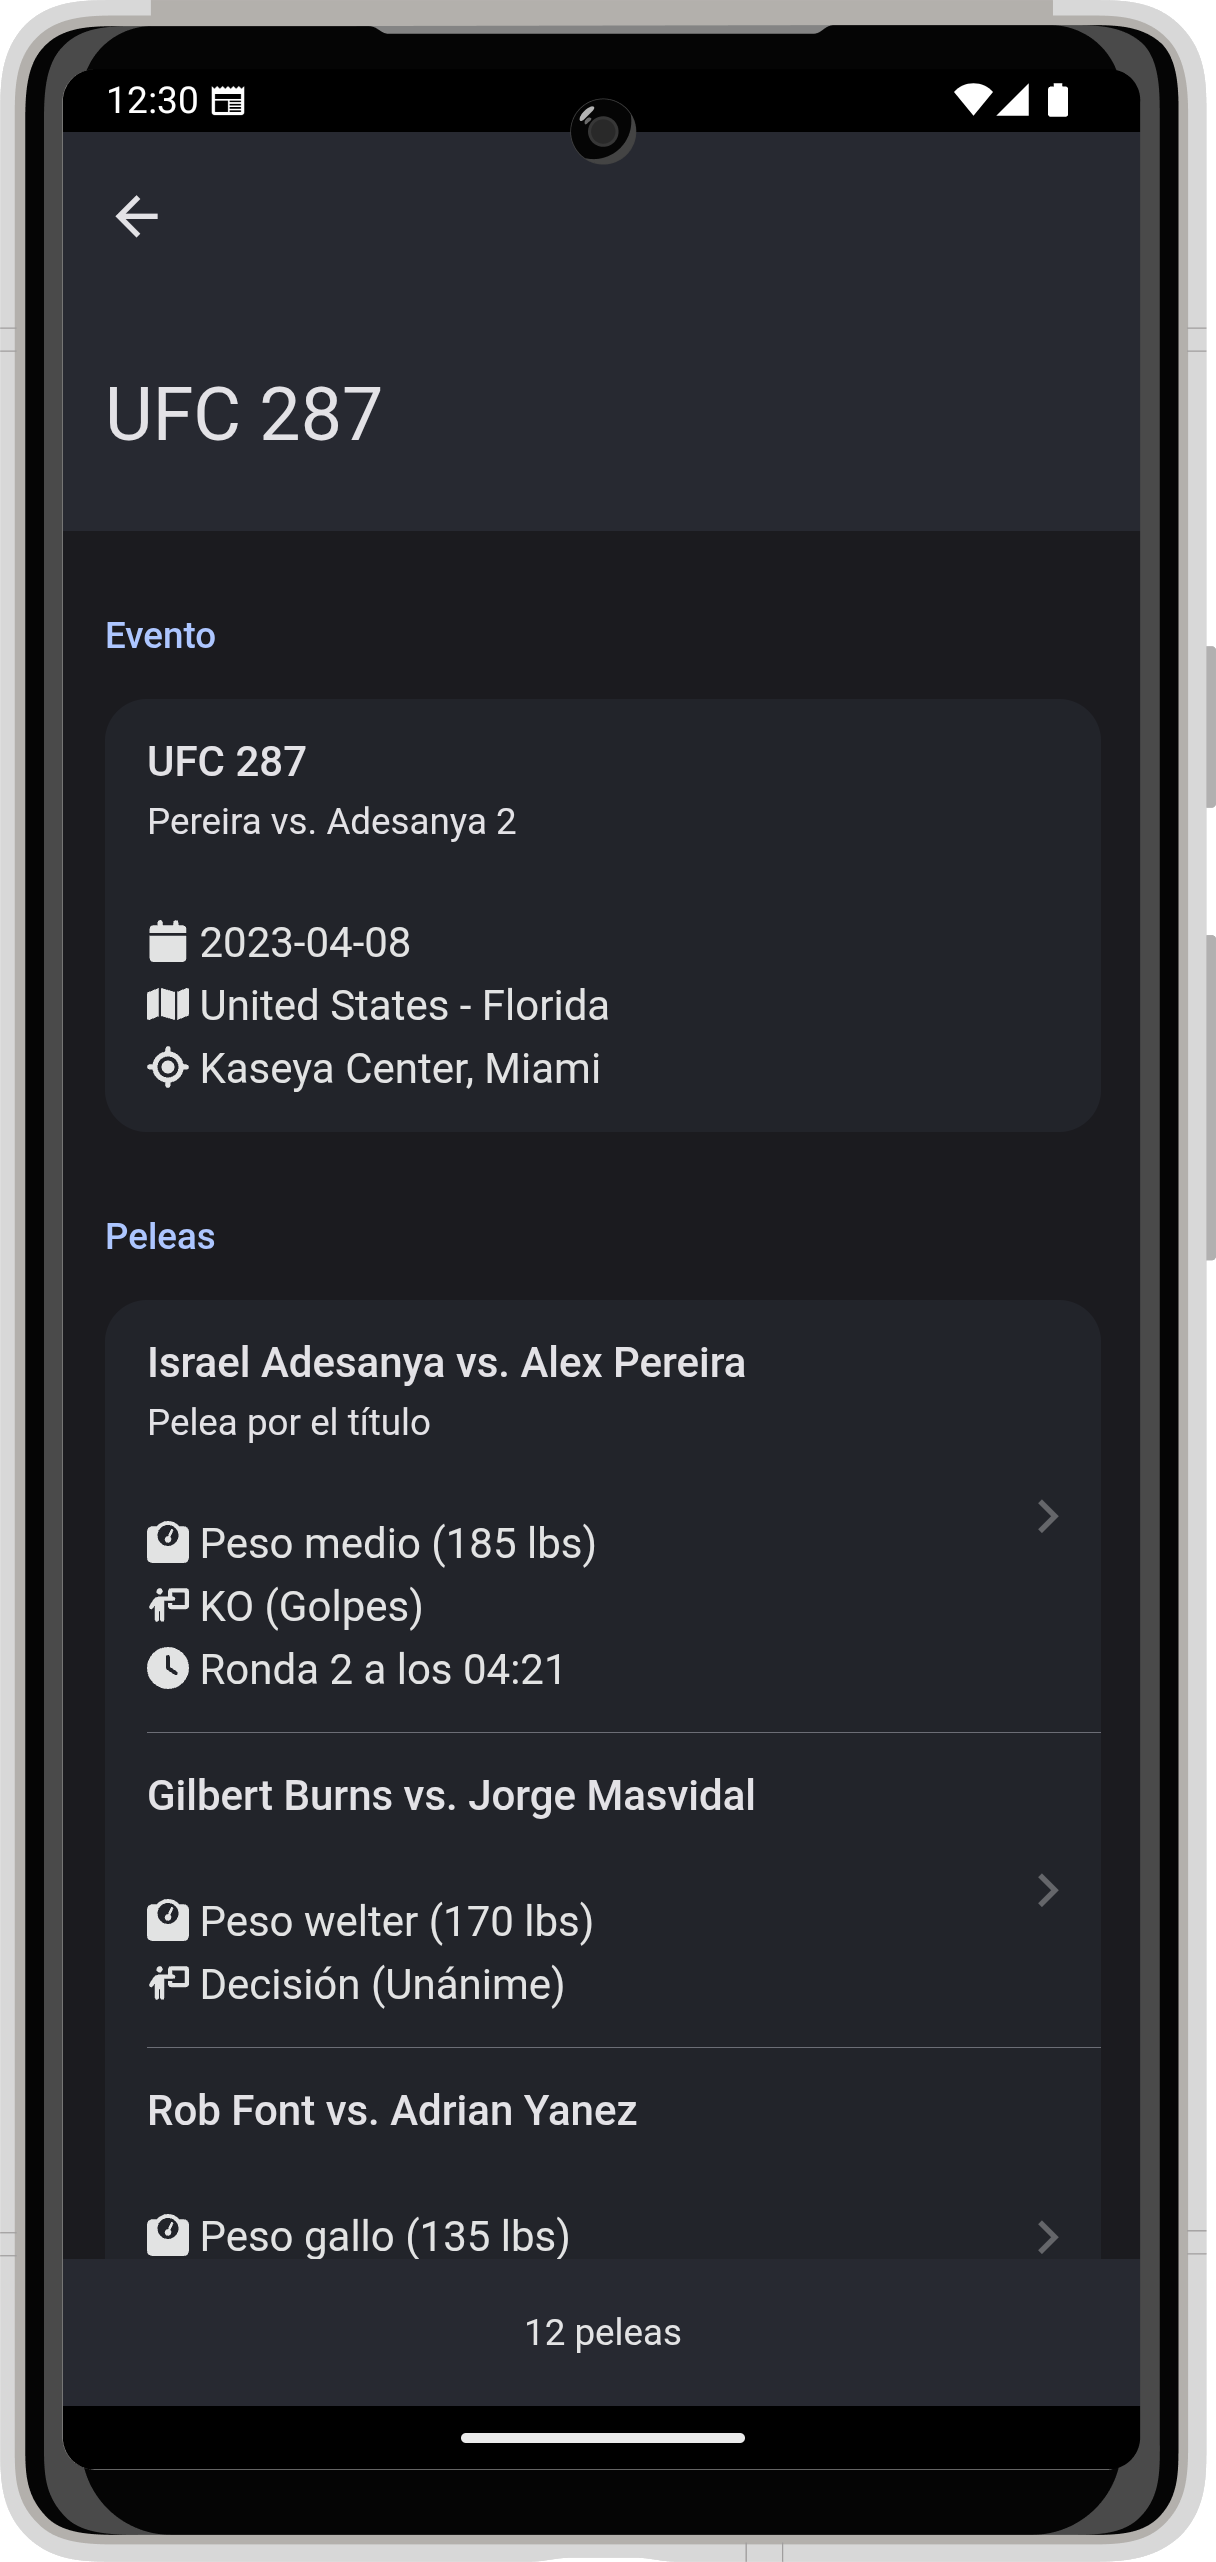 12:30
UFC 287
Evento
UFC 287
Pereira vs. Adesanya 2
2023-04-08
United States - Florida
Kaseya Center, Miami
Peleas
Israel Adesanya vs. Alex Pereira
Pelea por el título
Peso medio (185 lbs)
KO (Golpes)
Ronda 2 a los 04:21
Gilbert Burns vs. Jorge Masvidal
Peso welter (170 lbs)
Decisión (Unánime)
Rob Font vs. Adrian Yanez
Peso gallo (135 lbs)
12 peleas